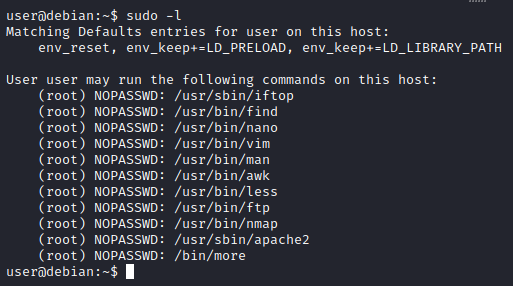 user@debian:~$ sudo -l
Matching Defaults entries for user on this host:
    env_reset, env_keep+=LD_PRELOAD, env_keep+=LD_LIBRARY_PATH

User user may run the following commands on this host:
    (root) NOPASSWD: /usr/sbin/iftop
    (root) NOPASSWD: /usr/bin/find
    (root) NOPASSWD: /usr/bin/nano
    (root) NOPASSWD: /usr/bin/vim
    (root) NOPASSWD: /usr/bin/man
    (root) NOPASSWD: /usr/bin/awk
    (root) NOPASSWD: /usr/bin/less
    (root) NOPASSWD: /usr/bin/ftp
    (root) NOPASSWD: /usr/bin/nmap
    (root) NOPASSWD: /usr/sbin/apache2
    (root) NOPASSWD: /bin/more
user@debian:~$